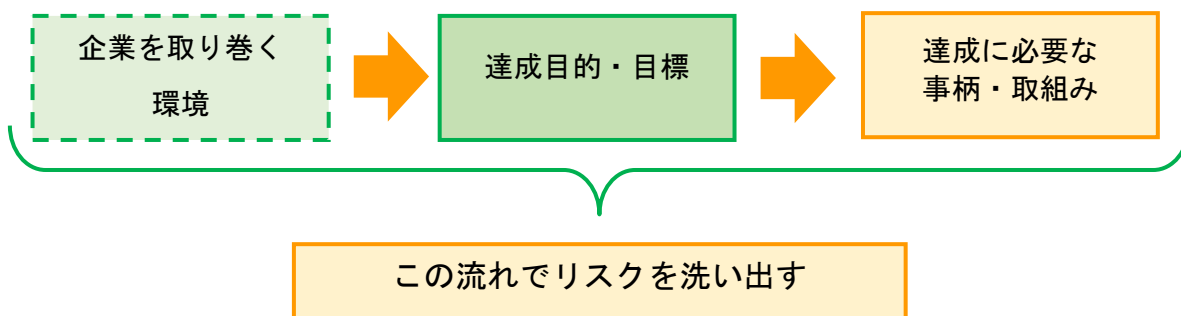 企業を取り巻く
環境
達成目的・目標
達成に必要な
事柄・取組み
この流れでリスクを洗い出す